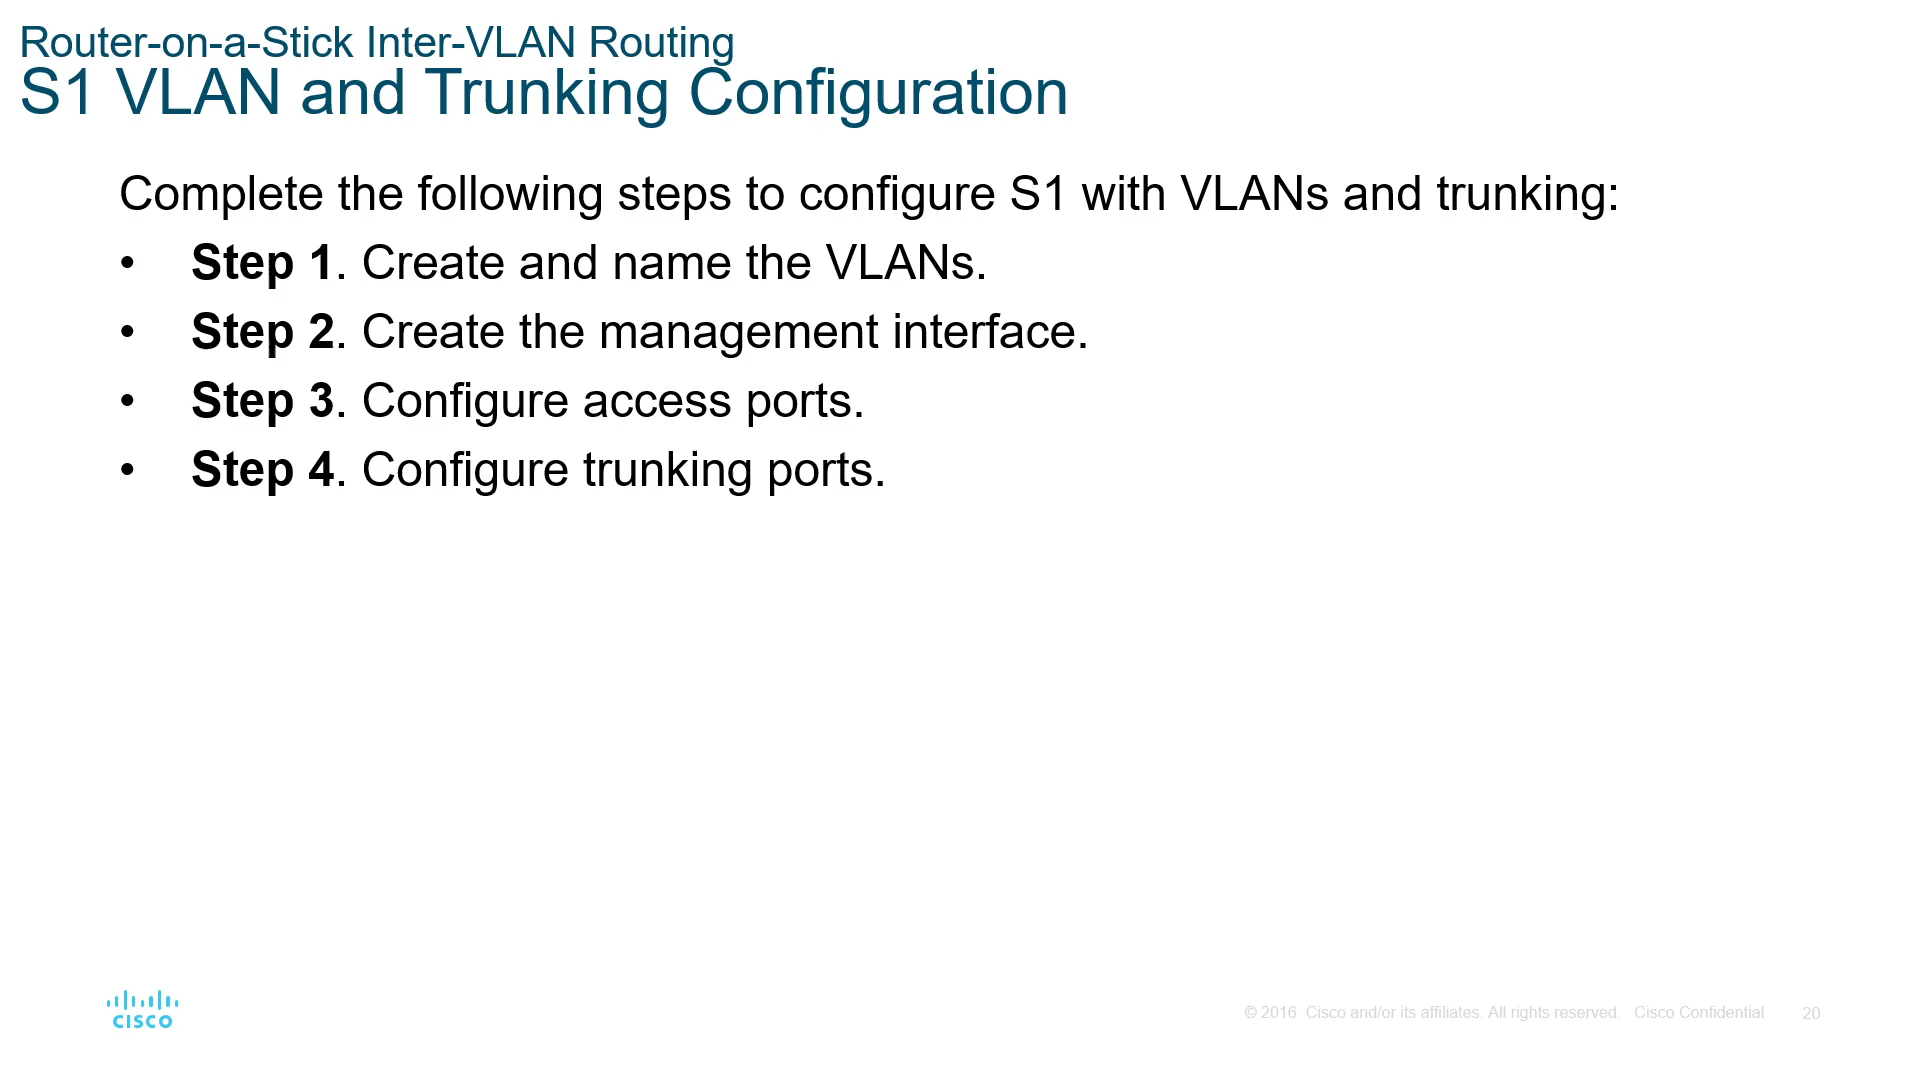 Router-on-a-Stick Inter-VLAN Routing
S1 VLAN and Trunking Configuration
Complete the following steps to configure S1 with VLANs and trunking:
• Step 1. Create and name the VLANs.
• Step 2. Create the management interface.
• Step 3. Configure access ports.
• Step 4. Configure trunking ports.
CISCO
© 2016 Cisco and/or its affiliates. All rights reserved. Cisco Confidential 20